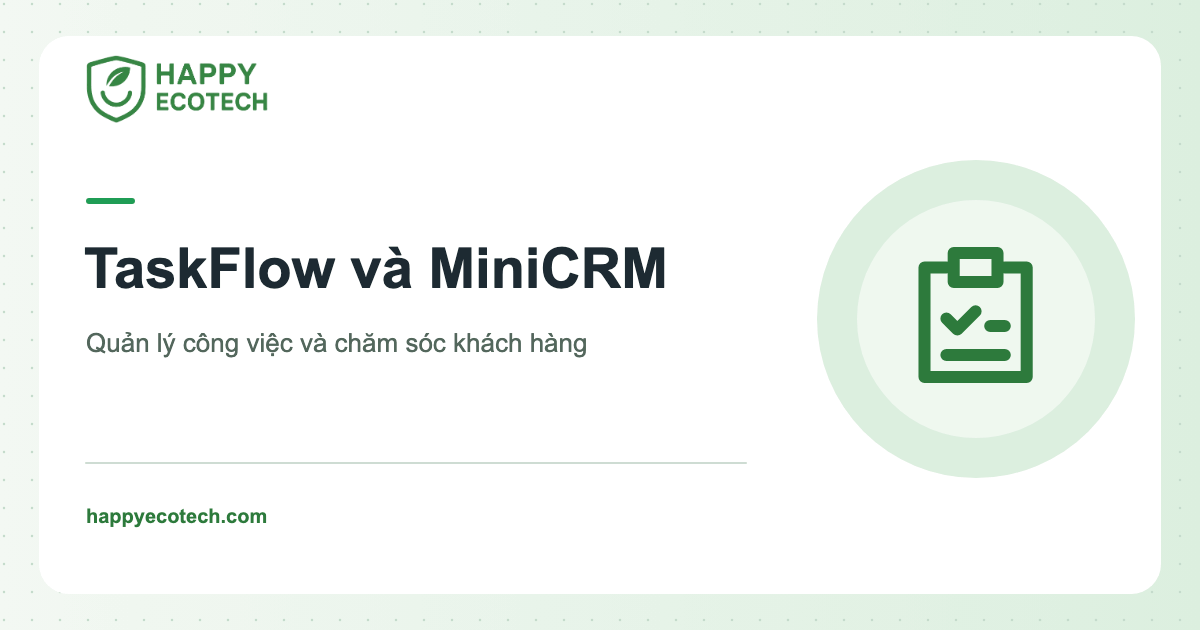 HAPPY
ECOTECH
TaskFlow và MiniCRM
Quản lý công việc và chăm sóc khách hàng
happyecotech.com